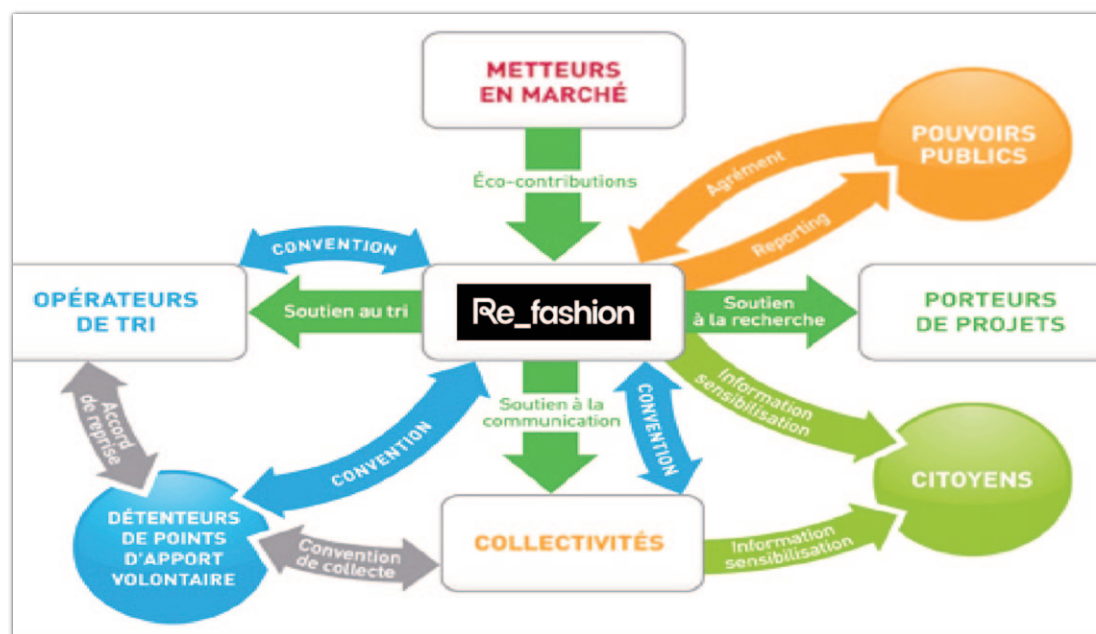 METTEURS
EN MARCHÉ
POUVOIRS
PUBLICS
Agrément
Éco-contributions
Reporting
CONVENTION
OPÉRATEURS
DE TRI
Soutien au tri
Re_fashion
Soutien
à la recherche
PORTEURS
DE PROJETS
Accord
de reprise
CONVENTION
Soutien à la
communication
CONVENTION
Information
sensibilisation
CITOYENS
DÉTENTEURS
DE POINTS
D'APPORT
VOLONTAIRE
Convention
de collecte
COLLECTIVITÉS
Information
sensibilisation